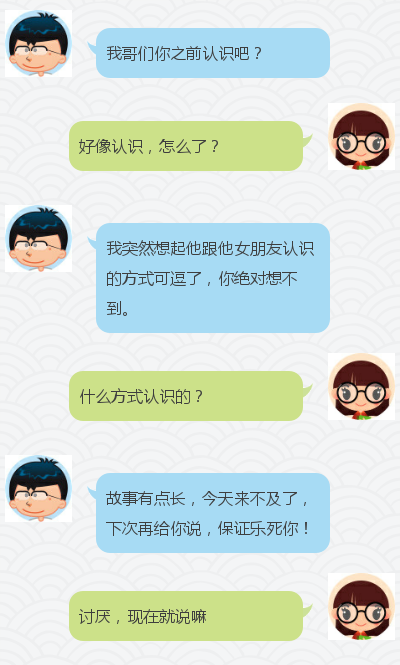 我哥们你之前认识吧？
好像认识，怎么了？
我突然想起他跟他女朋友认识
的方式可逗了，你绝对想不
到。
什么方式认识的？
故事有点长，今天来不及了，
下次再给你说，保证乐死你！
讨厌，现在就说嘛